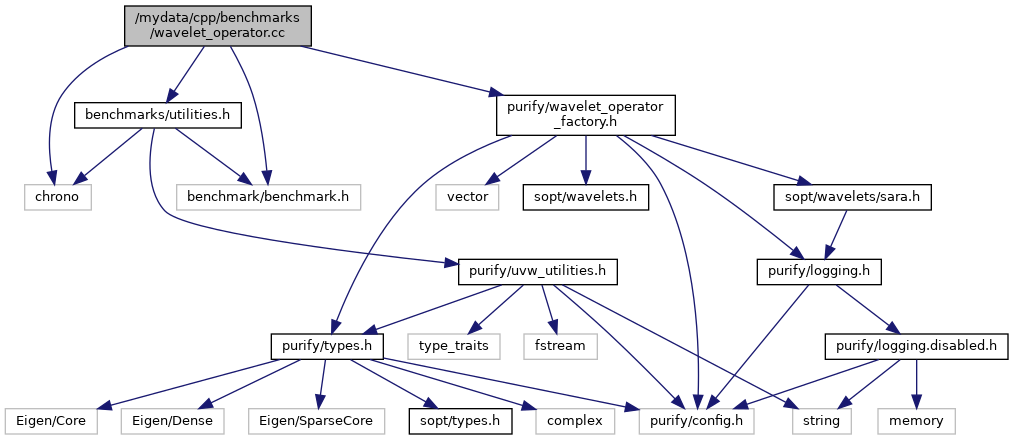 /mydata/cpp/benchmarks
/wavelet_operator.cc
purify/wavelet_operator
_factory.h
benchmarks/utilities.h
chrono
benchmark/benchmark.h
vector
sopt/wavelets.h
sopt/wavelets/sara.h
purify/uvw_utilities.h
purify/logging.h
purify/types.h
type_traits
fstream
purify/logging.disabled.h
Eigen/Core
Eigen/Dense
Eigen/SparseCore
sopt/types.h
complex
purify/config.h
string
memory